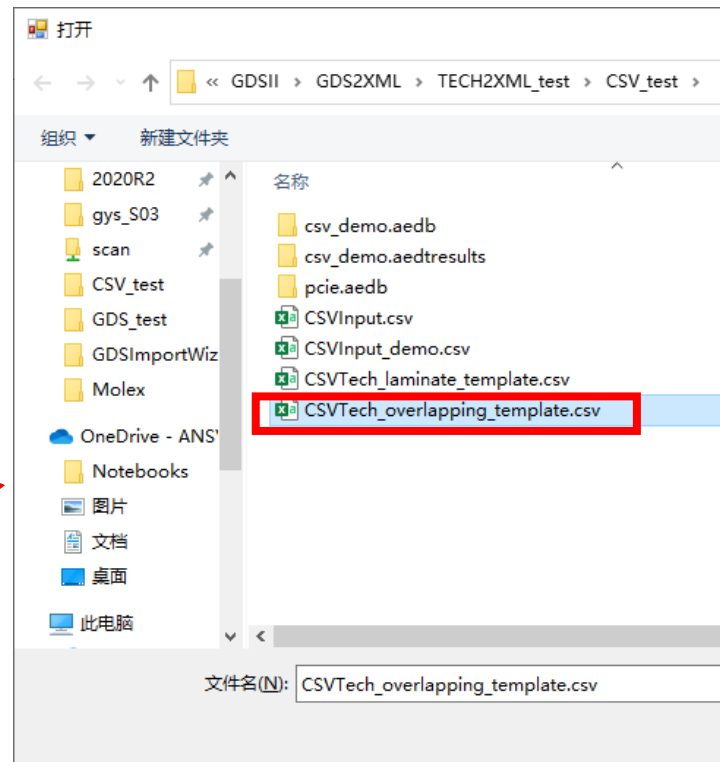 打开
« GDSII › GDS2XML › TECH2XML_test › CSV_test ›
组织 新建文件夹
2020R2
gys_S03
scan
CSV_test
GDS_test
GDSImportWiz
Molex
OneDrive - ANSY
Notebooks
图片
文档
桌面
此电脑
名称
csv_demo.aedb
csv_demo.aedtresults
pcie.aedb
CSVInput.csv
CSVInput_demo.csv
CSVTech_laminate_template.csv
CSVTech_overlapping_template.csv
文件名(N): CSVTech_overlapping_template.csv